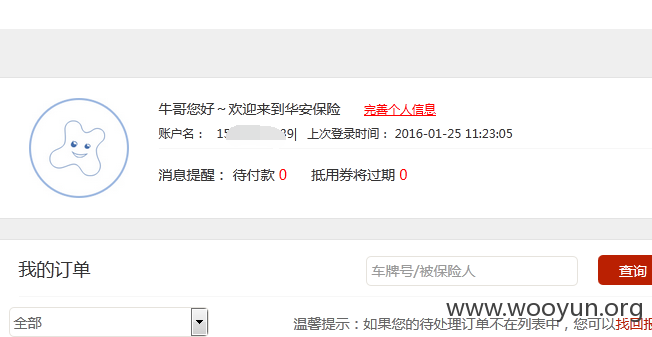 牛哥您好~欢迎来到华安保险 完善个人信息
账户名： 15 39| 上次登录时间： 2016-01-25 11:23:05
消息提醒： 待付款 0 抵用券将过期 0
我的订单 车牌号/被保险人 查询
全部 温馨提示：如果您的待处理订单不在列表中，您可以找回
www.wooyun.org